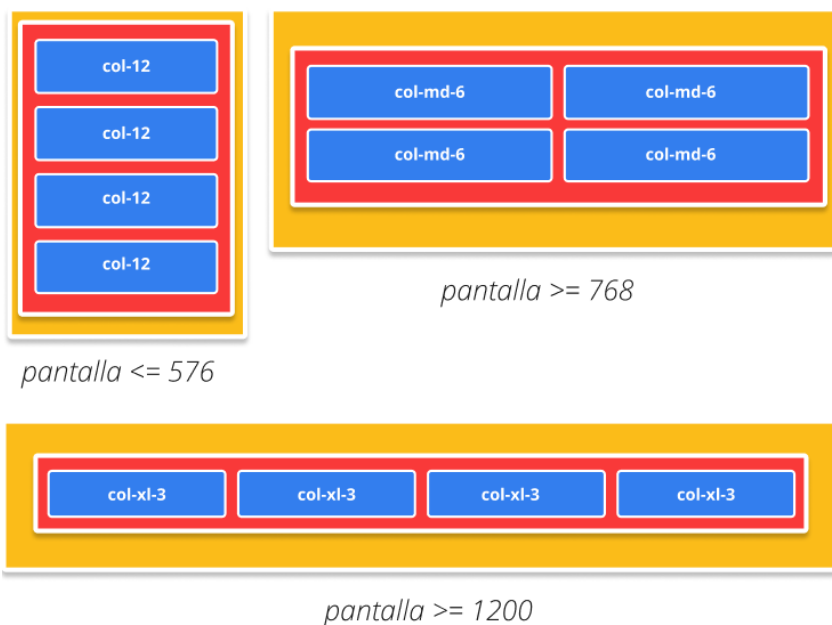 col-12
col-12
col-12
col-12
pantalla <= 576
col-md-6 col-md-6
col-md-6 col-md-6
pantalla >= 768
col-xl-3 col-xl-3 col-xl-3 col-xl-3
pantalla >= 1200